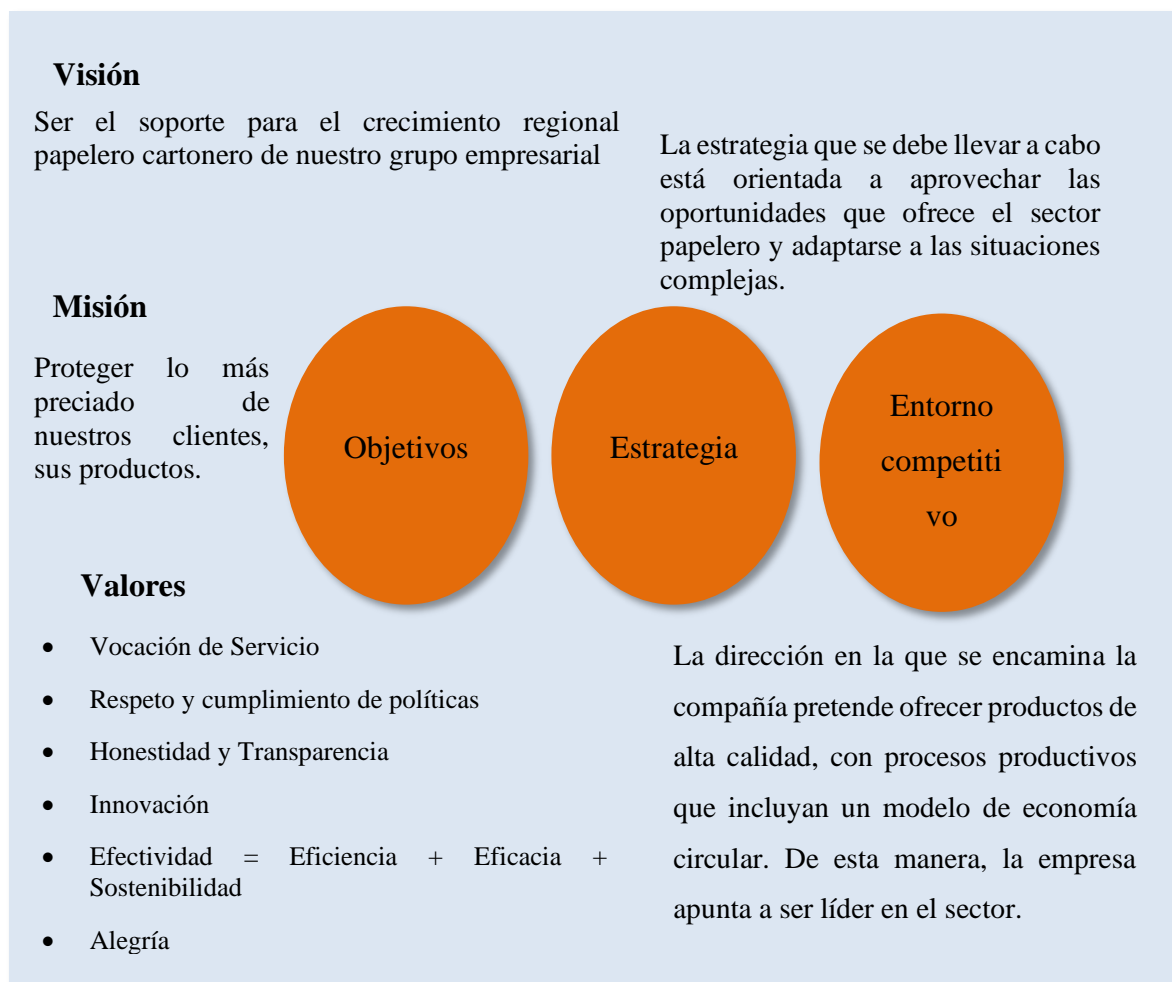 Visión
Ser el soporte para el crecimiento regional
papelero cartonero de nuestro grupo empresarial
La estrategia que se debe llevar a cabo
está orientada a aprovechar las
oportunidades que ofrece el sector
papelero y adaptarse a las situaciones
complejas.
Misión
Proteger lo más
preciado de
nuestros clientes,
sus productos.
Objetivos
Estrategia
Entorno
competiti
vo
Valores
• Vocación de Servicio
• Respeto y cumplimiento de políticas
• Honestidad y Transparencia
• Innovación
• Efectividad = Eficiencia + Eficacia +
Sostenibilidad
• Alegría
La dirección en la que se encamina la
compañía pretende ofrecer productos de
alta calidad, con procesos productivos
que incluyan un modelo de economía
circular. De esta manera, la empresa
apunta a ser líder en el sector.